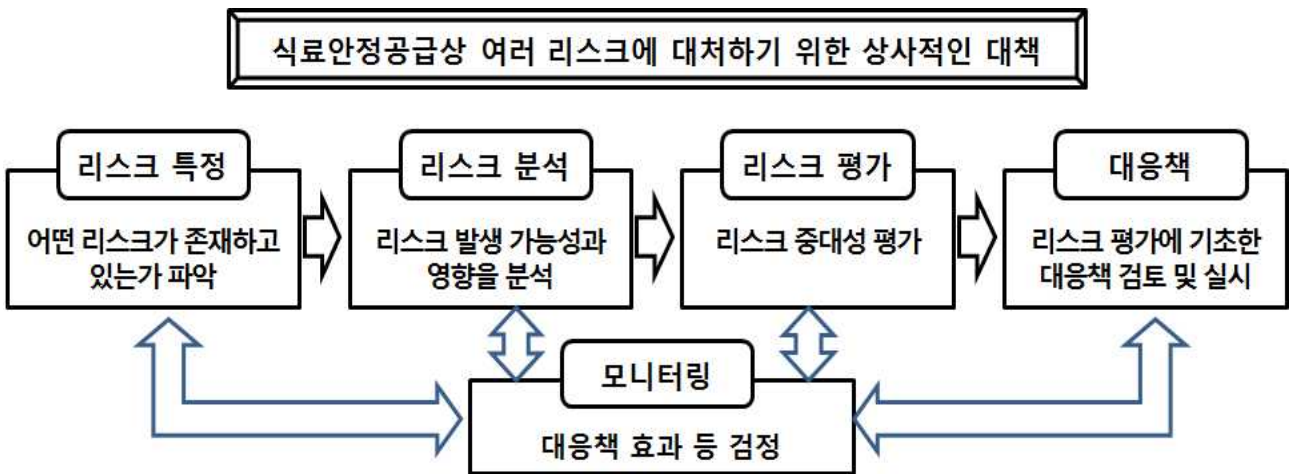 식료안정공급상 여러 리스크에 대처하기 위한 상사적인 대책
리스크 특정
어떤 리스크가 존재하고
있는가 파악
리스크 분석
리스크 발생 가능성과
영향을 분석
리스크 평가
리스크 중대성 평가
대응책
리스크 평가에 기초한
대응책 검토 및 실시
모니터링
대응책 효과 등 검정